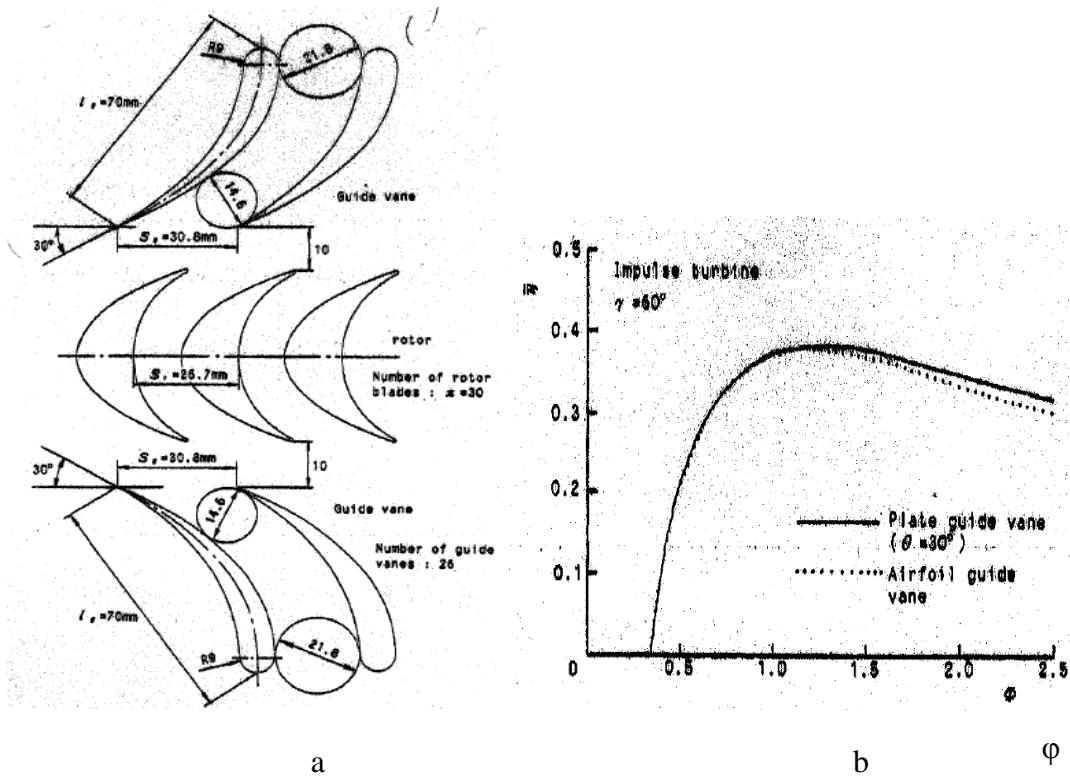 R9
21.8
l,=70mm
14.6
Guide vane
30°
S,=30.8mm
10
rotor
S,=26.7mm
Number of rotor
blades : z=30
S,=30.8mm
10
30°
14.6
Guide vane
Number of guide
vanes : 26
l,=70mm
R9
21.8
a
0.5
Impulse turbine
γ=60°
0.4
0.3
0.2
Plate guide vane
(θ=30°)
0.1
Airfoil guide
vane
0
0.5
1.0
1.5
2.0
2.5
Φ
b
φ